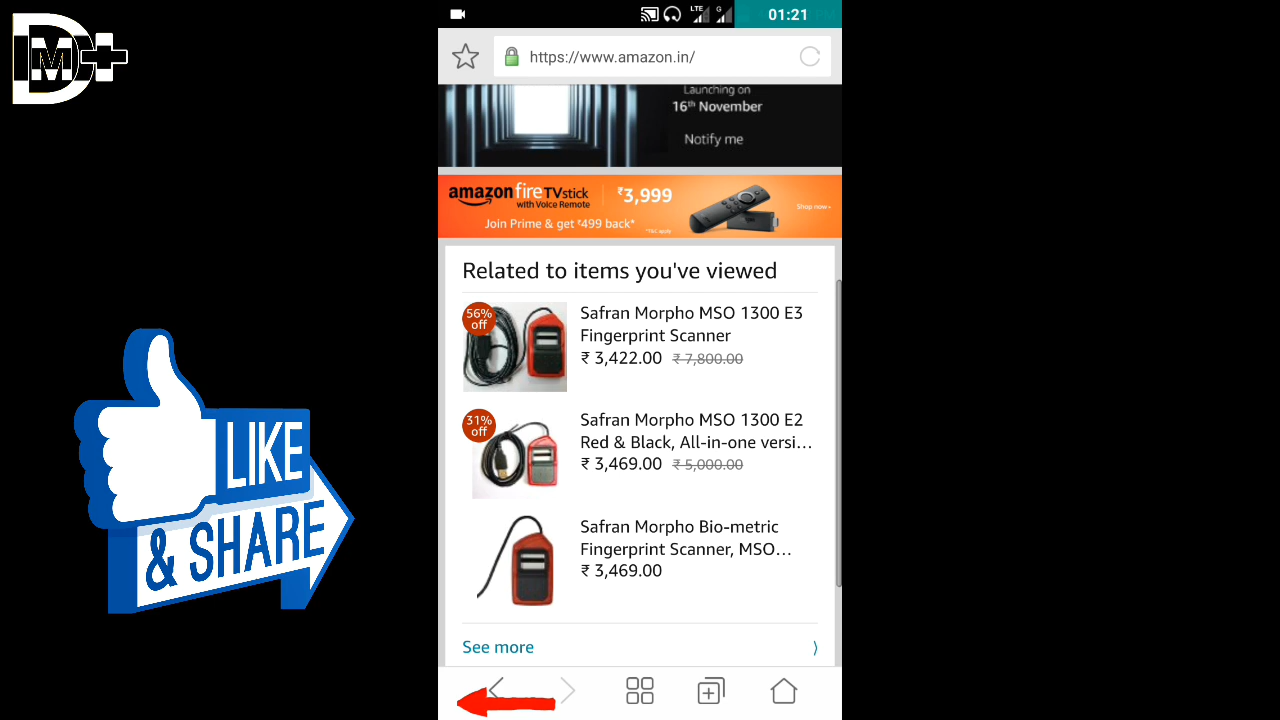 DM+
LTE
G
01:21
https://www.amazon.in/
Launching on
16th November
Notify me
amazon fire TV stick
with Voice Remote
₹3,999
Join Prime & get ₹499 back*
*T&C apply
Shop now ›
Related to items you've viewed
56%
off
Safran Morpho MSO 1300 E3
Fingerprint Scanner
₹ 3,422.00 ₹ 7,800.00
31%
off
Safran Morpho MSO 1300 E2
Red & Black, All-in-one versi...
₹ 3,469.00 ₹ 5,000.00
Safran Morpho Bio-metric
Fingerprint Scanner, MSO...
₹ 3,469.00
See more
LIKE
& SHARE